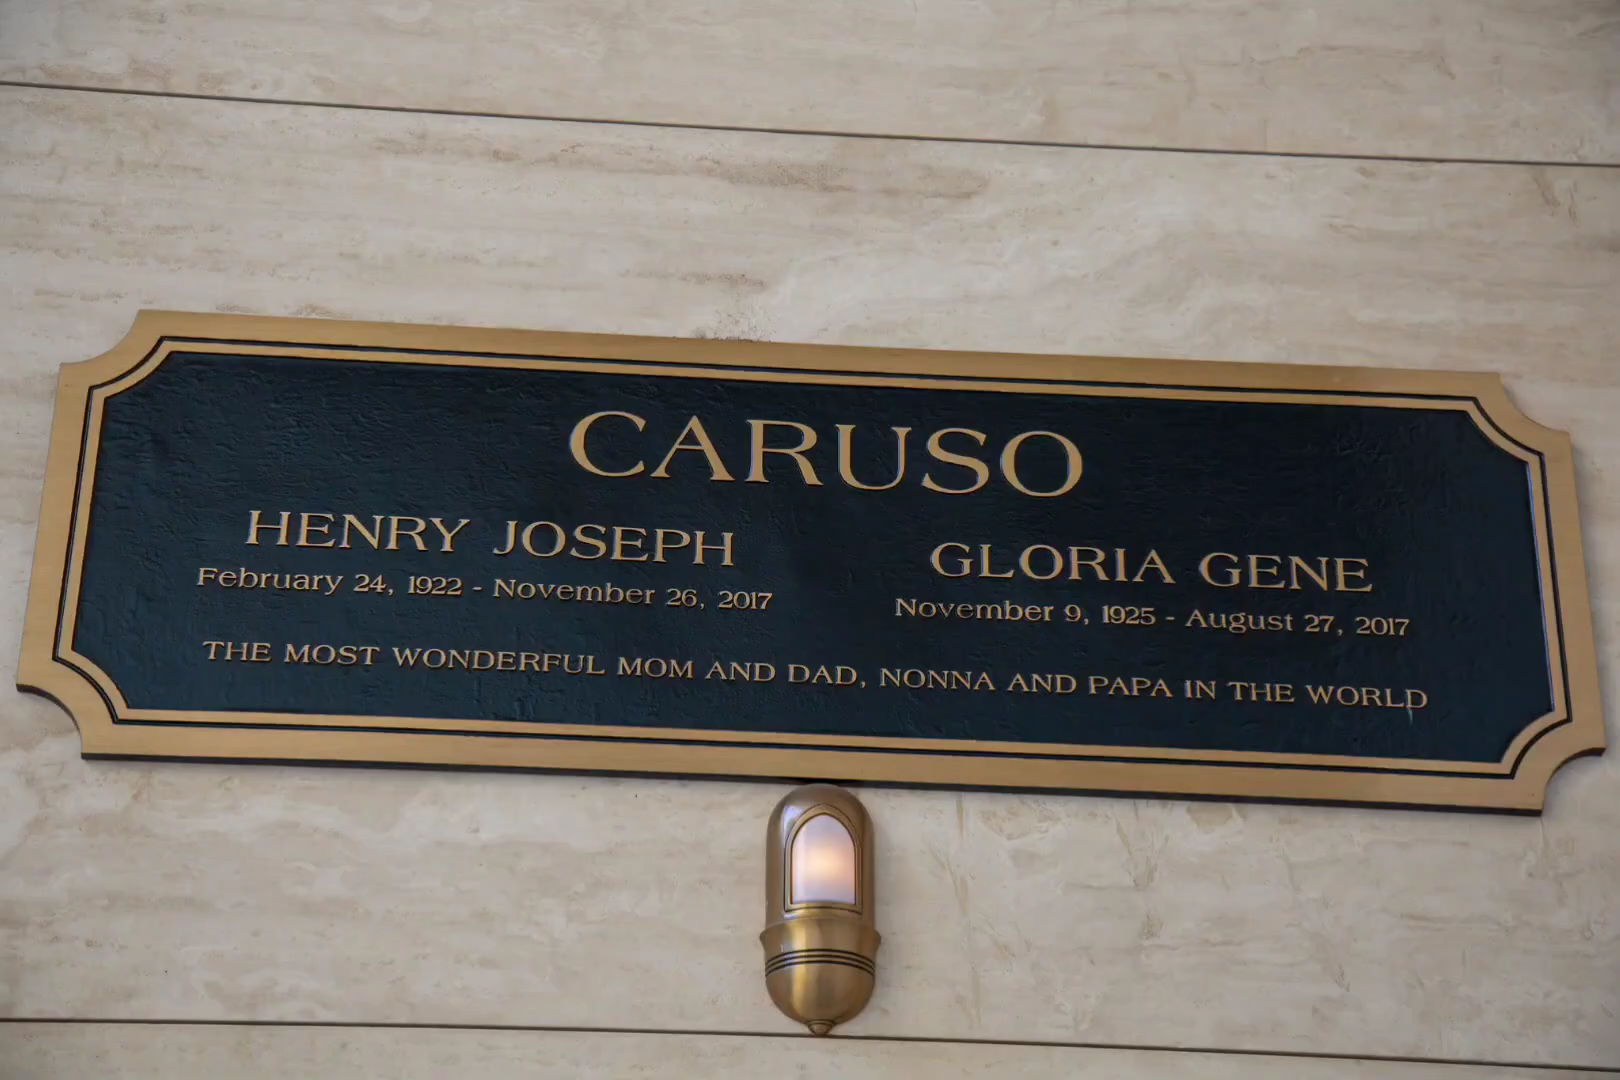 CARUSO
HENRY JOSEPH
February 24, 1922 - November 26, 2017
GLORIA GENE
November 9, 1925 - August 27, 2017
THE MOST WONDERFUL MOM AND DAD, NONNA AND PAPA IN THE WORLD